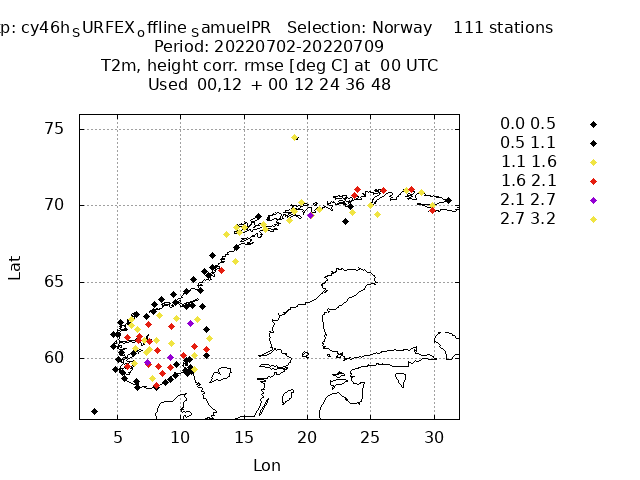 p: cy46h_SURFEX_offline_SamuelPR Selection: Norway 111 stations
Period: 20220702-20220709
T2m, height corr. rmse [deg C] at 00 UTC
Used 00,12 + 00 12 24 36 48
0.0 0.5
0.5 1.1
1.1 1.6
1.6 2.1
2.1 2.7
2.7 3.2
75
70
65
60
Lat
5 10 15 20 25 30
Lon